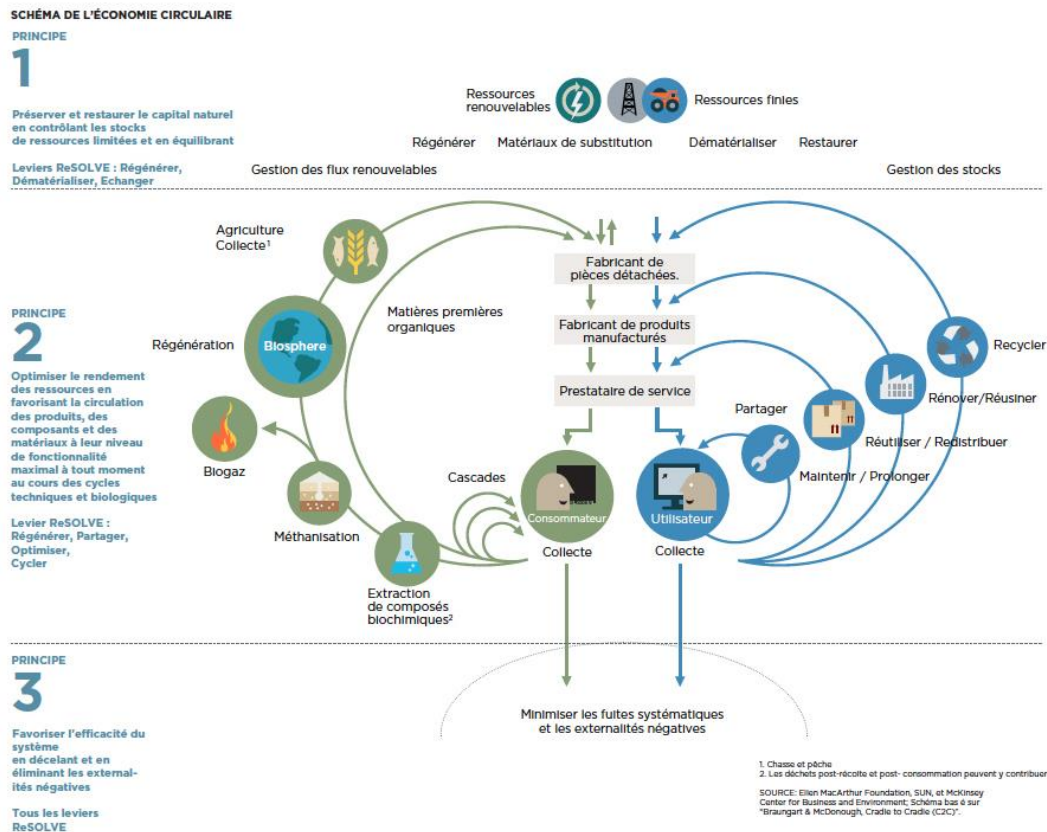 SCHÉMA DE L'ÉCONOMIE CIRCULAIRE
PRINCIPE
1
Préserver et restaurer le capital naturel
en contrôlant les stocks
de ressources limitées et en équilibrant
Leviers ReSOLVE : Régénérer,
Dématérialiser, Echanger
Ressources
renouvelables
Ressources finies
Régénérer
Matériaux de substitution
Dématérialiser
Restaurer
Gestion des flux renouvelables
Gestion des stocks
PRINCIPE
2
Optimiser le rendement
des ressources en
favorisant la circulation
des produits, des
composants et des
matériaux à leur niveau
de fonctionnalité
maximal à tout moment
au cours des cycles
techniques et biologiques
Levier ReSOLVE :
Régénérer, Partager,
Optimiser,
Cycler
Agriculture
Collecte¹
Régénération
Biosphere
Biogaz
Méthanisation
Extraction
de composés
biochimiques²
Matières premières
organiques
Cascades
Fabricant de
pièces détachées.
Fabricant de produits
manufacturés
Prestataire de service
Consommateur
Collecte
Utilisateur
Collecte
Partager
Maintenir / Prolonger
Réutiliser / Redistribuer
Rénover/Réusiner
Recycler
PRINCIPE
3
Favoriser l'efficacité du
système
en décelant et en
éliminant les external-
ités négatives
Tous les leviers
ReSOLVE
Minimiser les fuites systématiques
et les externalités négatives
1. Chasse et pêche
2. Les déchets post-récolte et post- consommation peuvent y contribuer
SOURCE: Ellen MacArthur Foundation, SUN, et McKinsey
Center for Business and Environment; Schéma bas é sur
"Braungart & McDonough, Cradle to Cradle (C2C)".